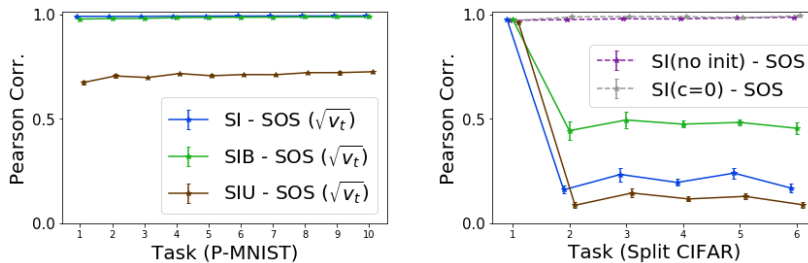 1.0
0.5
0.0
Pearson Corr.
SI - SOS (√v_t)
SIB - SOS (√v_t)
SIU - SOS (√v_t)
1 2 3 4 5 6 7 8 9 10
Task (P-MNIST)
1.0
0.5
0.0
Pearson Corr.
SI(no init) - SOS
SI(c=0) - SOS
1 2 3 4 5 6
Task (Split CIFAR)